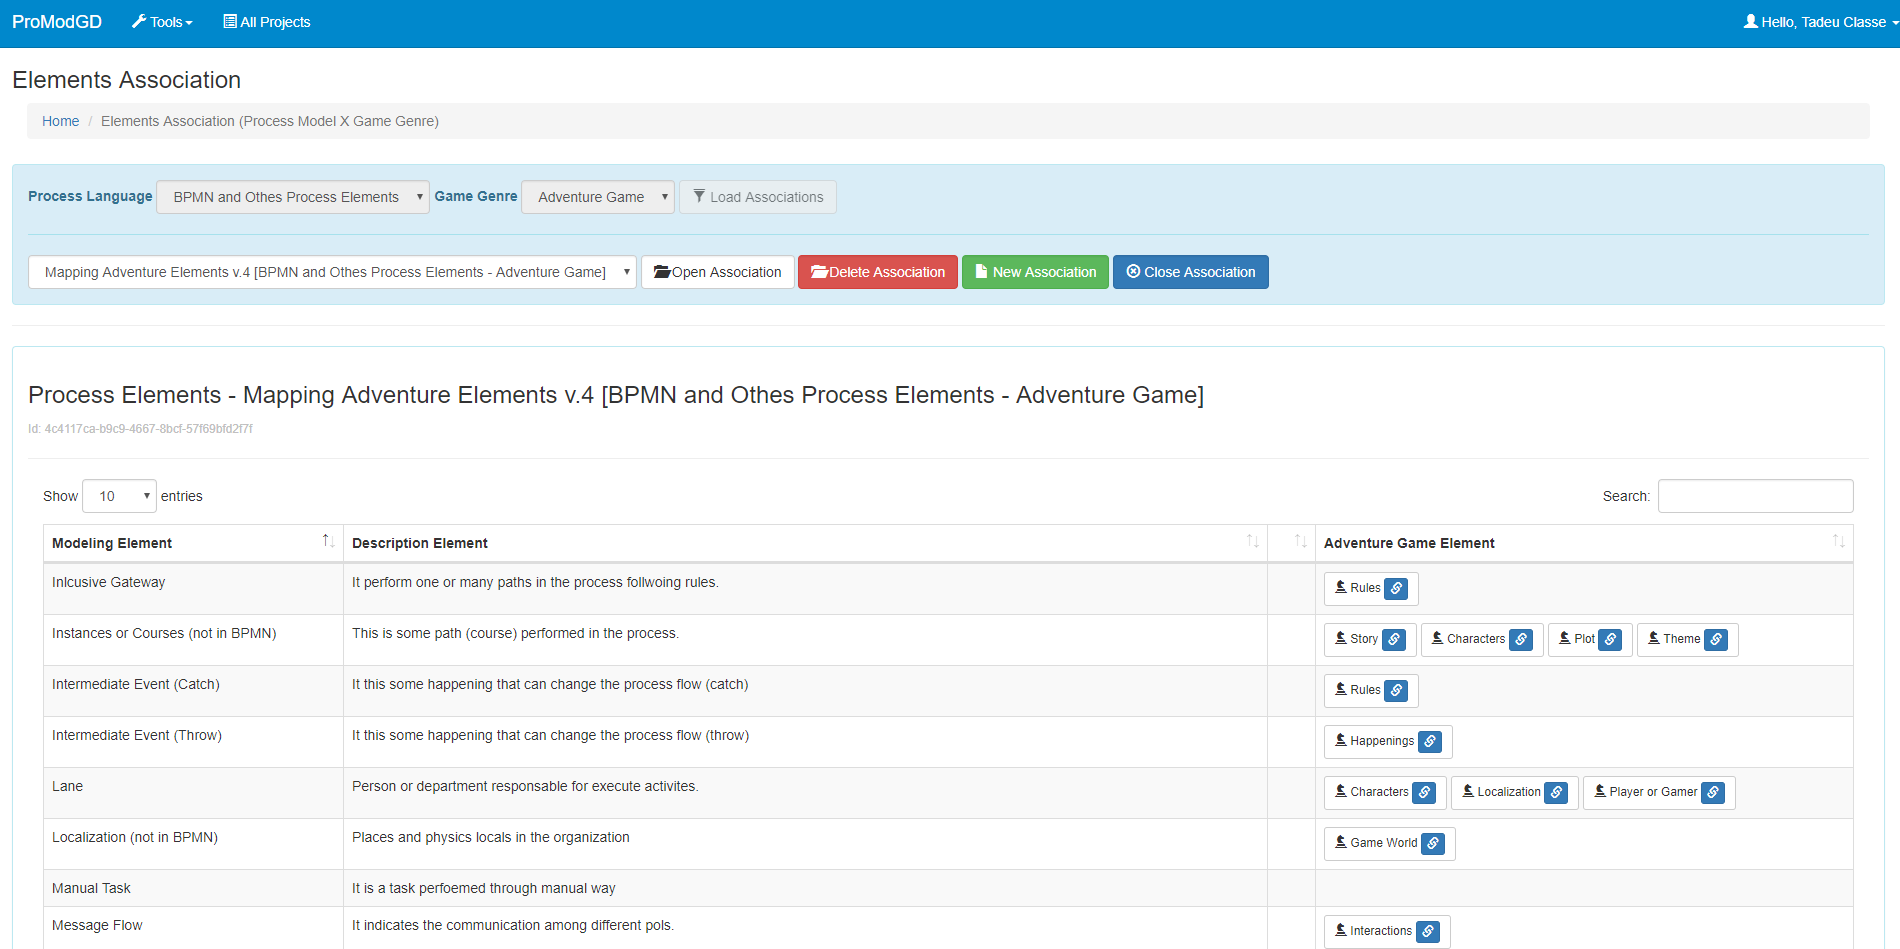 ProModGD Tools All Projects Hello, Tadeu Classe
Elements Association
Home / Elements Association (Process Model X Game Genre)
Process Language BPMN and Othes Process Elements Game Genre Adventure Game Load Associations
Mapping Adventure Elements v.4 [BPMN and Othes Process Elements - Adventure Game] Open Association Delete Association New Association Close Association
Process Elements - Mapping Adventure Elements v.4 [BPMN and Othes Process Elements - Adventure Game]
Id: 4c4117ca-b9c9-4667-8bcf-57f69bfd2f7f
Show 10 entries Search:
Modeling Element Description Element Adventure Game Element
Inlcusive Gateway It perform one or many paths in the process follwoing rules. Rules
Instances or Courses (not in BPMN) This is some path (course) performed in the process. Story Characters Plot Theme
Intermediate Event (Catch) It this some happening that can change the process flow (catch) Rules
Intermediate Event (Throw) It this some happening that can change the process flow (throw) Happenings
Lane Person or department responsable for execute activites. Characters Localization Player or Gamer
Localization (not in BPMN) Places and physics locals in the organization Game World
Manual Task It is a task perfoemed through manual way
Message Flow It indicates the communication among different pols. Interactions